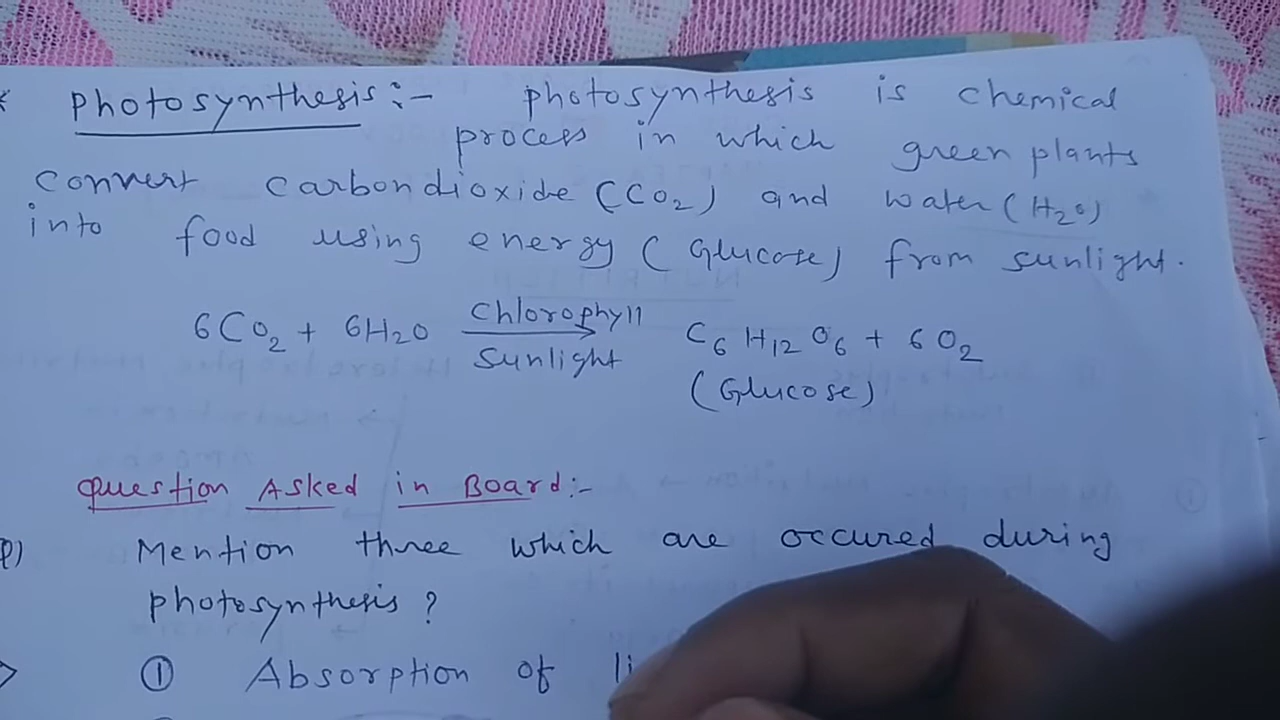 Photosynthesis:- photosynthesis is chemical
process in which green plants
convert carbondioxide (CO2) and water (H2O)
into food using energy (Glucose) from sunlight.
6CO2 + 6H2O Chlorophyll Sunlight C6H12O6 + 6O2
(Glucose)
Question Asked in Board:-
Mention three which are occured during
photosynthesis?
① Absorption of